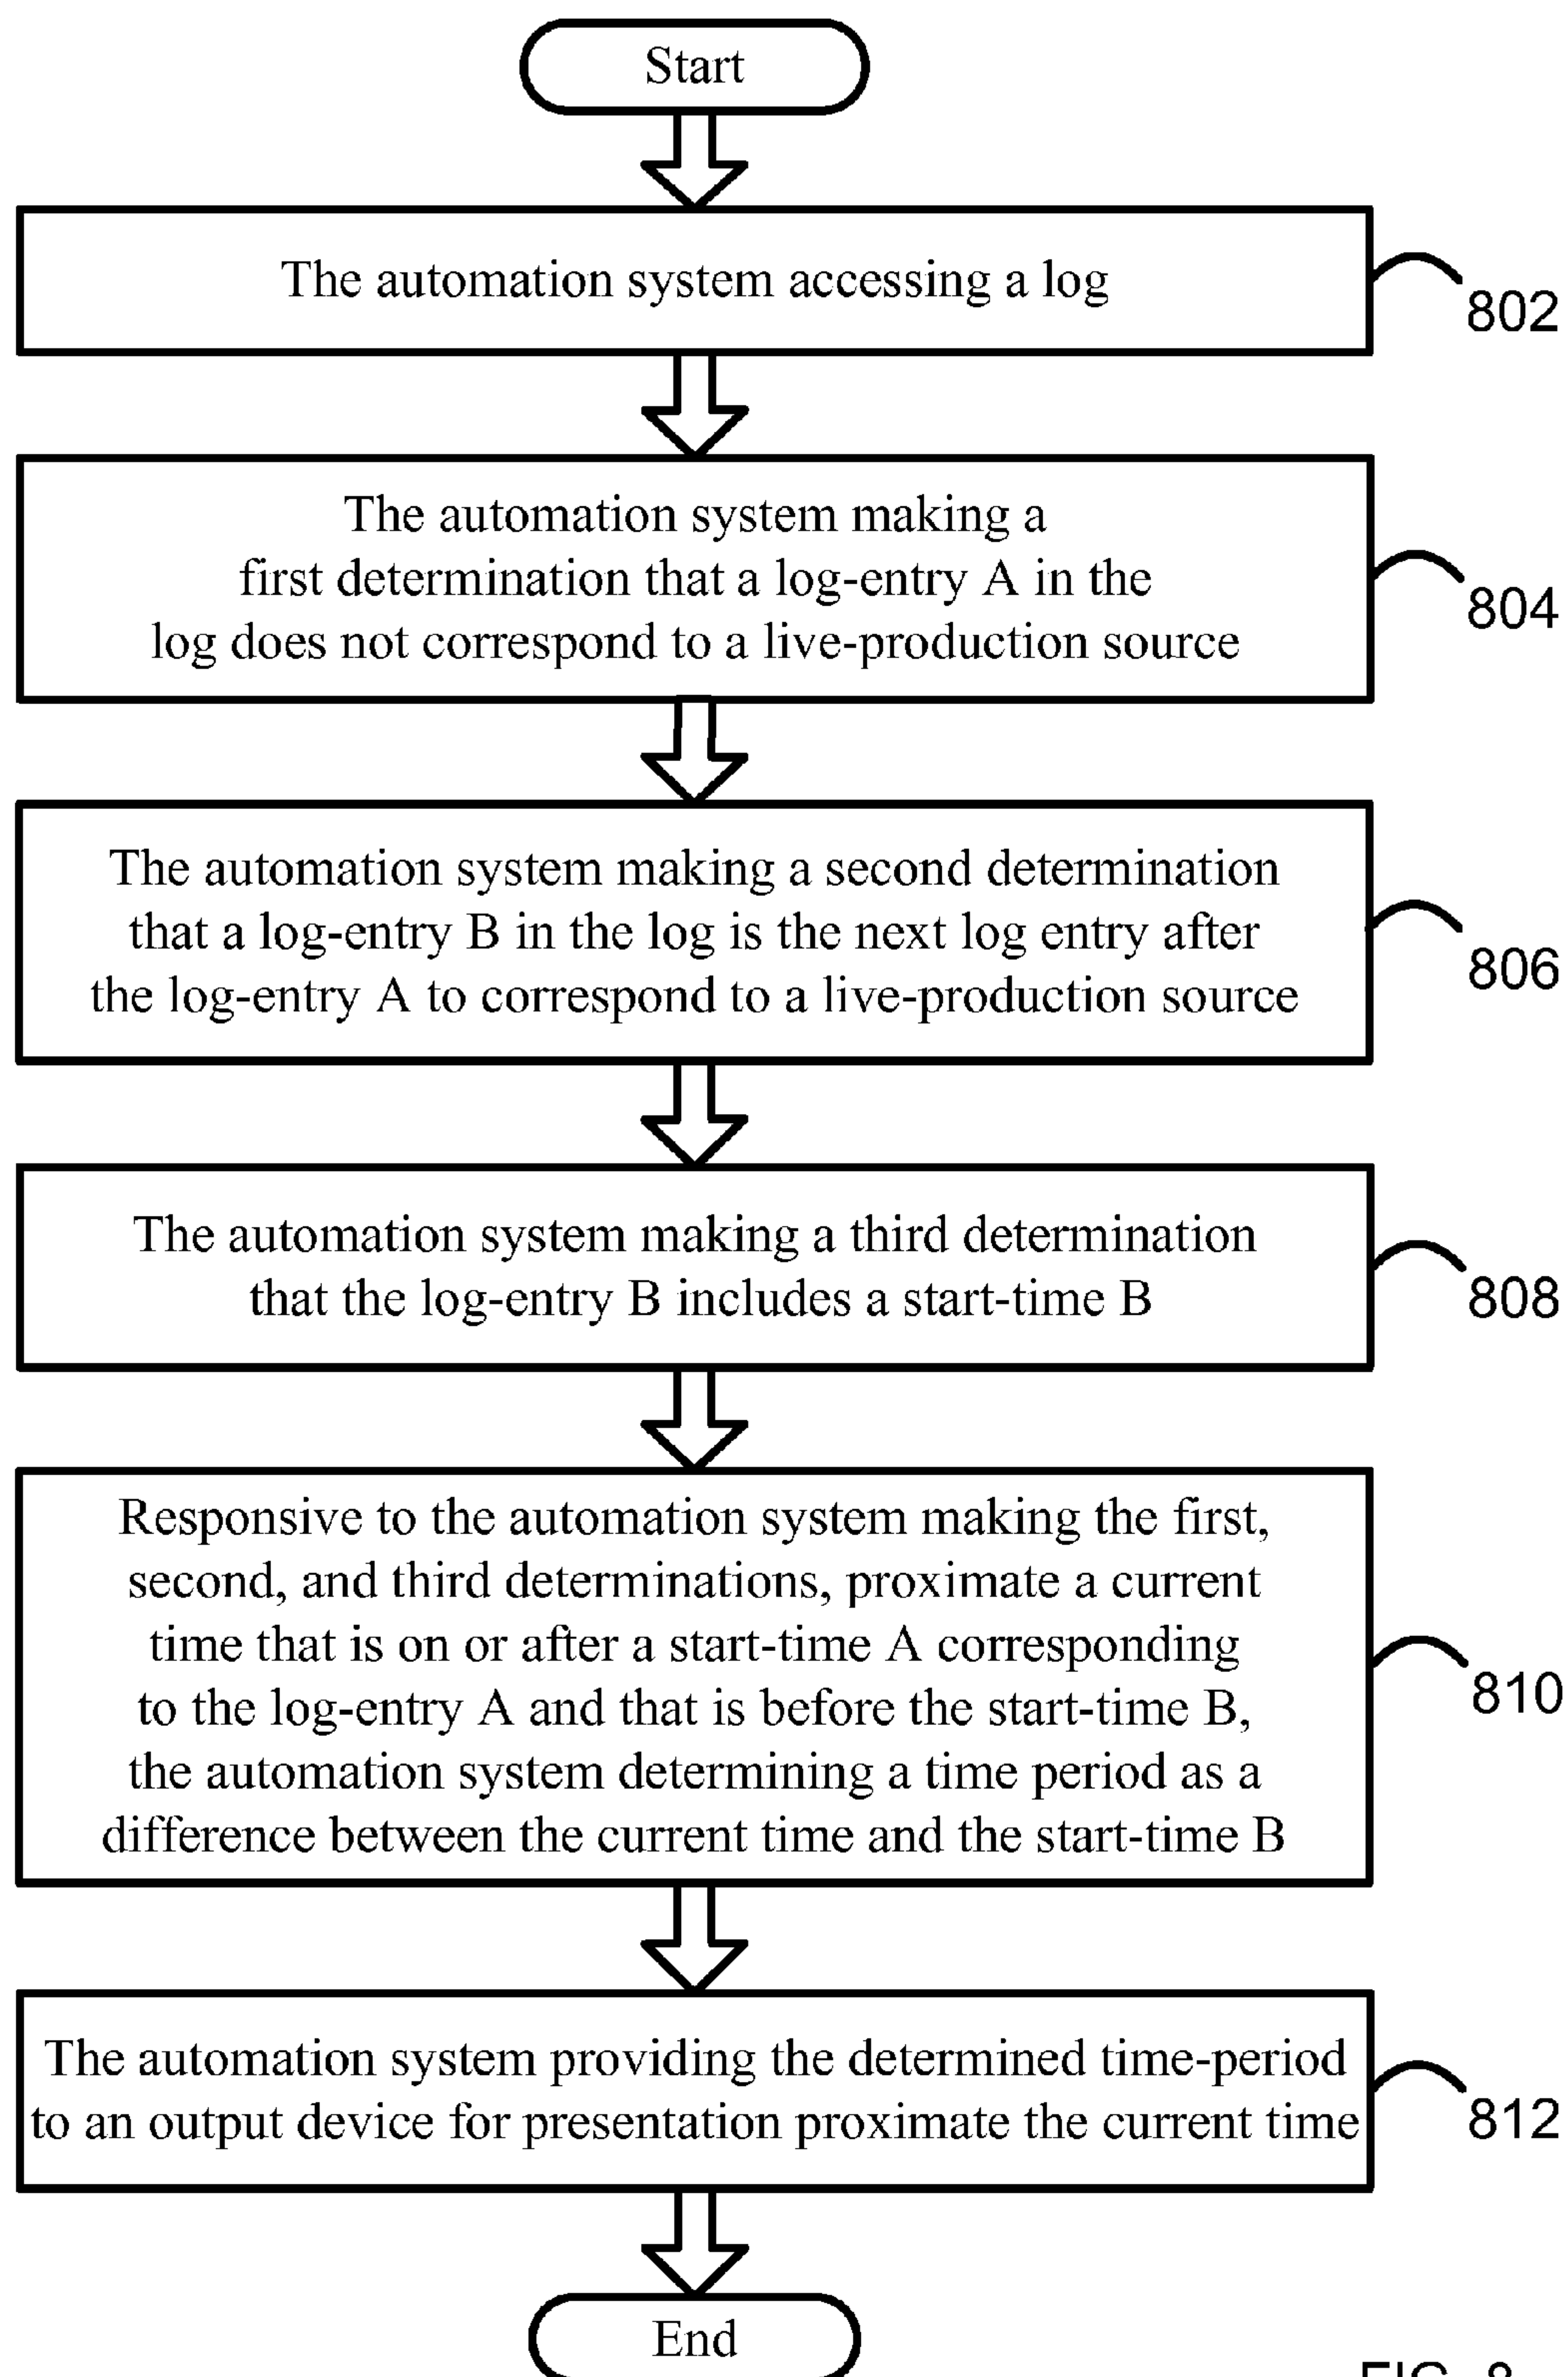 Start
The automation system accessing a log
802
The automation system making a
first determination that a log-entry A in the
log does not correspond to a live-production source
804
The automation system making a second determination
that a log-entry B in the log is the next log entry after
the log-entry A to correspond to a live-production source
806
The automation system making a third determination
that the log-entry B includes a start-time B
808
Responsive to the automation system making the first,
second, and third determinations, proximate a current
time that is on or after a start-time A corresponding
to the log-entry A and that is before the start-time B,
the automation system determining a time period as a
difference between the current time and the start-time B
810
The automation system providing the determined time-period
to an output device for presentation proximate the current time
812
End
FIG. 8